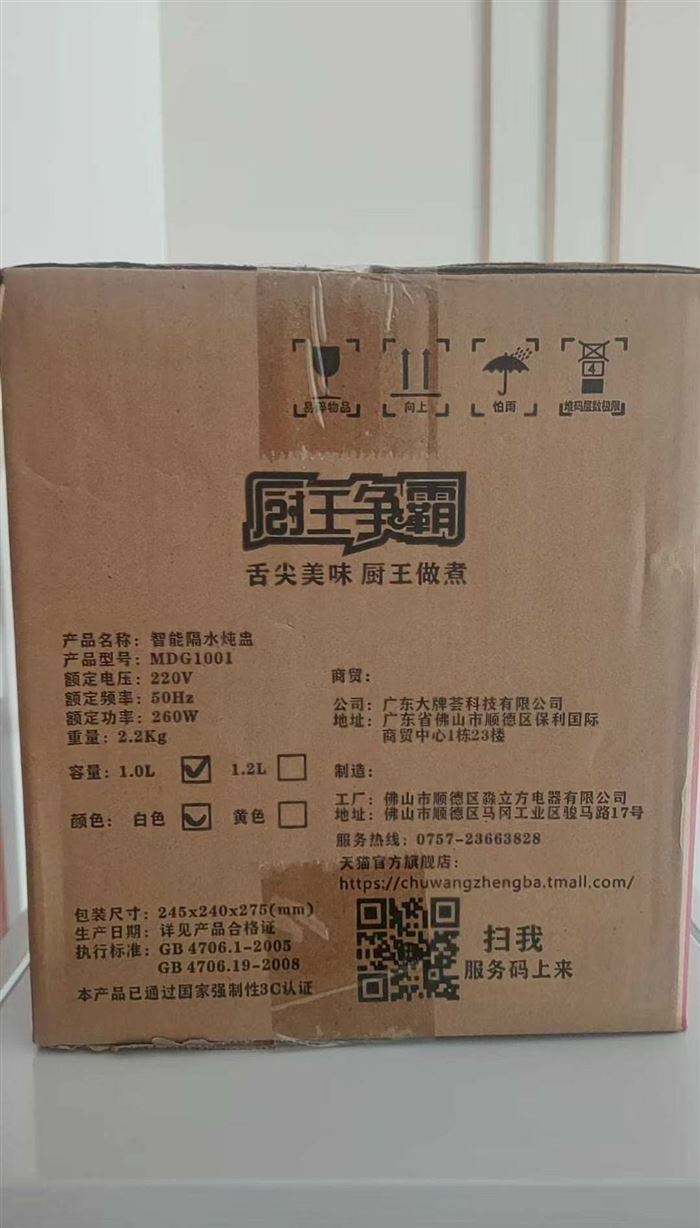 易碎物品 向上 怕雨 堆码层数极限
4
厨王争霸
舌尖美味 厨王做煮
产品名称：智能隔水炖盅
产品型号：MDG1001
额定电压：220V
额定频率：50Hz
额定功率：260W
重量：2.2Kg
容量：1.0L 1.2L
颜色：白色 黄色
包装尺寸：245x240x275(mm)
生产日期：详见产品合格证
执行标准：GB 4706.1-2005
GB 4706.19-2008
本产品已通过国家强制性3C认证
商贸：
公司：广东大牌荟科技有限公司
地址：广东省佛山市顺德区保利国际
商贸中心1栋23楼
制造：
工厂：佛山市顺德区淼立方电器有限公司
地址：佛山市顺德区马冈工业区骏马路17号
服务热线：0757-23663828
天猫官方旗舰店：
https://chuwangzhengba.tmall.com/
扫我
服务码上来